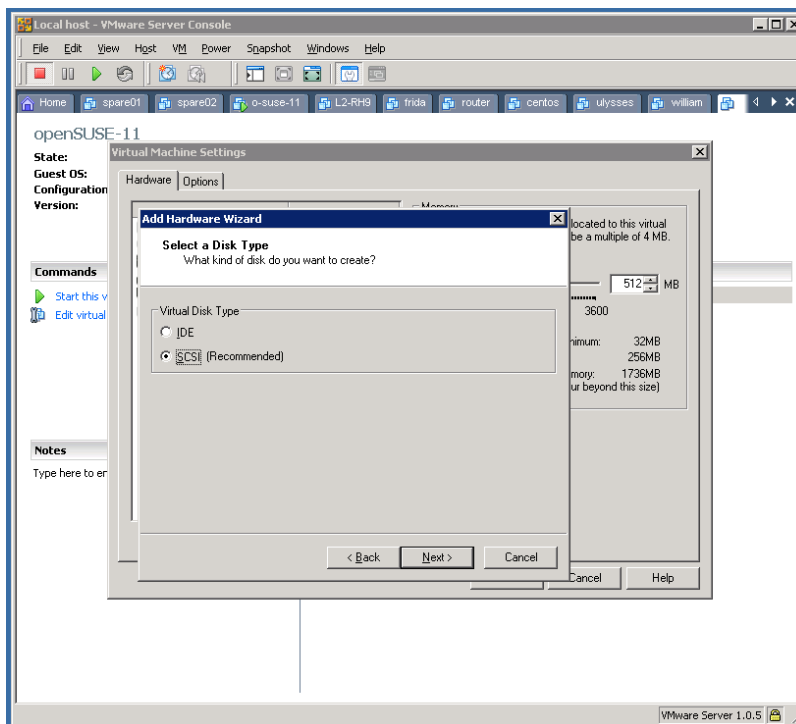 Local host - VMware Server Console
File Edit View Host VM Power Snapshot Windows Help
Home spare01 spare02 o-suse-11 L2-RH9 frida router centos ulysses william
openSUSE-11
State:
Guest OS:
Configuration
Version:
Commands
Start this v
Edit virtual
Notes
Type here to er
Virtual Machine Settings
Hardware Options
Memory
located to this virtual
be a multiple of 4 MB.
512 MB
3600
nimum: 32MB
256MB
mory: 1736MB
ur beyond this size)
Add Hardware Wizard
Select a Disk Type
What kind of disk do you want to create?
Virtual Disk Type
IDE
SCSI (Recommended)
< Back Next > Cancel
Cancel Help
VMware Server 1.0.5